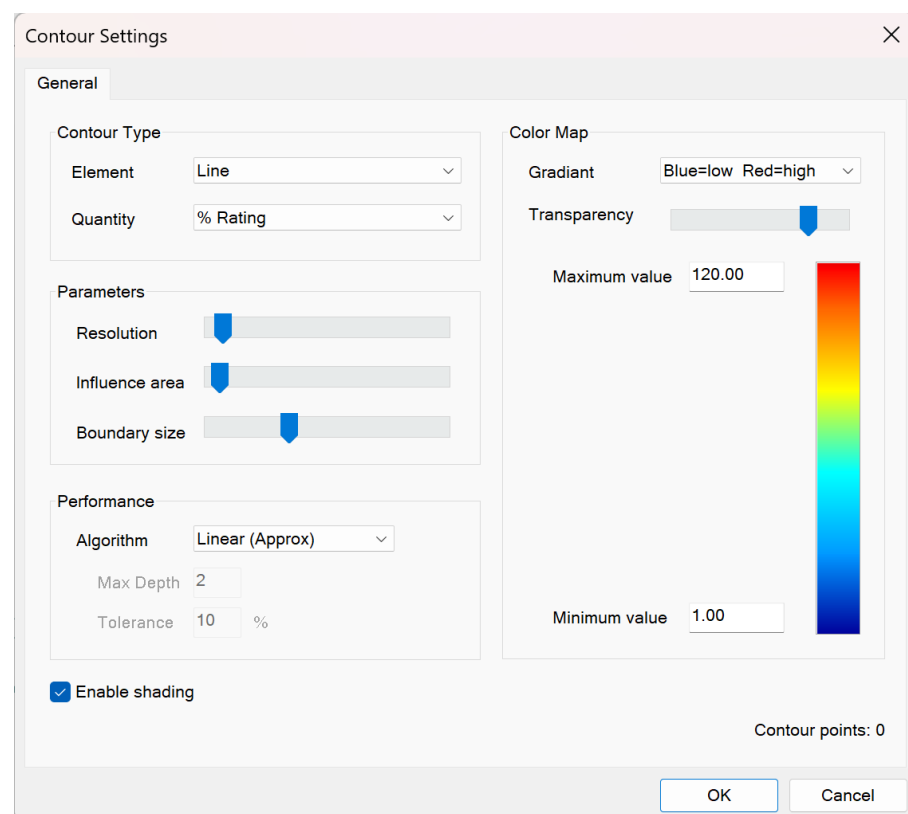 Contour Settings
General
Contour Type
Element Line
Quantity % Rating
Parameters
Resolution
Influence area
Boundary size
Performance
Algorithm Linear (Approx)
Max Depth 2
Tolerance 10 %
Enable shading
Color Map
Gradiant Blue=low Red=high
Transparency
Maximum value 120.00
Minimum value 1.00
Contour points: 0
OK Cancel